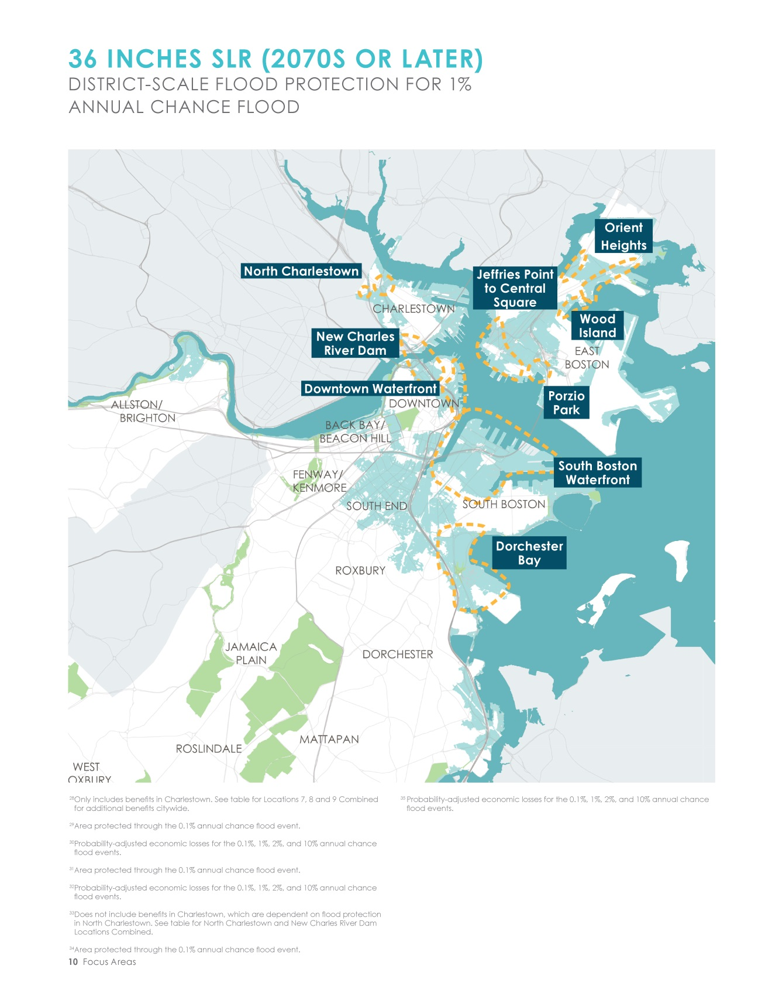 36 INCHES SLR (2070S OR LATER)
DISTRICT-SCALE FLOOD PROTECTION FOR 1%
ANNUAL CHANCE FLOOD
Orient
Heights
North Charlestown
Jeffries Point
to Central
Square
CHARLESTOWN
Wood
Island
New Charles
River Dam
EAST
BOSTON
Downtown Waterfront
DOWNTOWN
Porzio
Park
ALLSTON/
BRIGHTON
BACK BAY/
BEACON HILL
South Boston
Waterfront
FENWAY/
KENMORE
SOUTH END
SOUTH BOSTON
Dorchester
Bay
ROXBURY
JAMAICA
PLAIN
DORCHESTER
MATTAPAN
ROSLINDALE
WEST
OXBURY
28Only includes benefits in Charlestown. See table for Locations 7, 8 and 9 Combined
for additional benefits citywide.
29Area protected through the 0.1% annual chance flood event.
30Probability-adjusted economic losses for the 0.1%, 1%, 2%, and 10% annual chance
flood events.
31Area protected through the 0.1% annual chance flood event.
32Probability-adjusted economic losses for the 0.1%, 1%, 2%, and 10% annual chance
flood events.
33Does not include benefits in Charlestown, which are dependent on flood protection
in North Charlestown. See table for North Charlestown and New Charles River Dam
Locations Combined.
34Area protected through the 0.1% annual chance flood event.
35Probability-adjusted economic losses for the 0.1%, 1%, 2%, and 10% annual chance
flood events.
10 Focus Areas